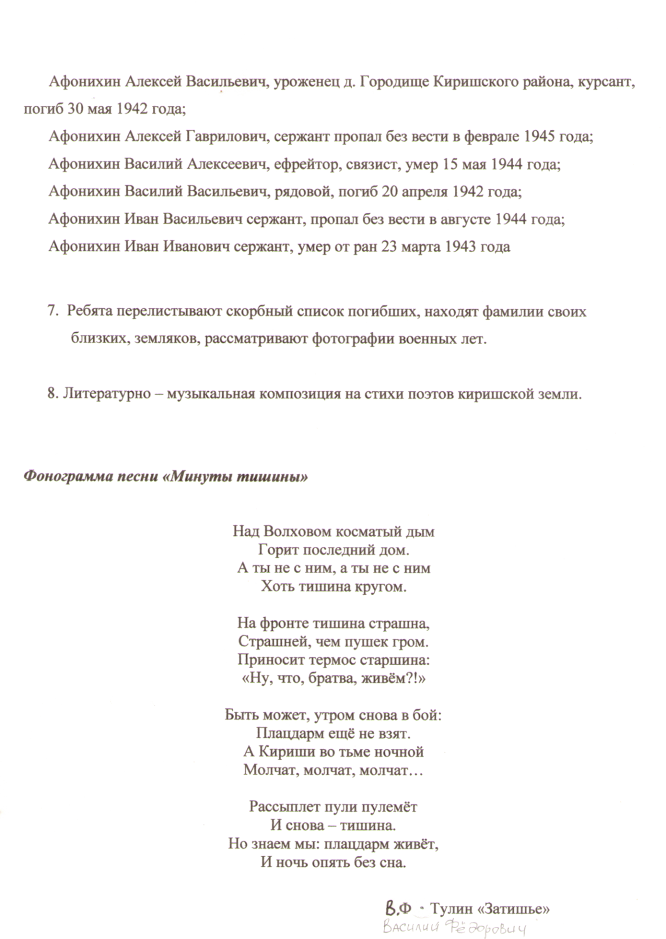 Афонихин Алексей Васильевич, уроженец д. Городище Киришского района, курсант,
погиб 30 мая 1942 года;
Афонихин Алексей Гаврилович, сержант пропал без вести в феврале 1945 года;
Афонихин Василий Алексеевич, ефрейтор, связист, умер 15 мая 1944 года;
Афонихин Василий Васильевич, рядовой, погиб 20 апреля 1942 года;
Афонихин Иван Васильевич сержант, пропал без вести в августе 1944 года;
Афонихин Иван Иванович сержант, умер от ран 23 марта 1943 года
7. Ребята перелистывают скорбный список погибших, находят фамилии своих
близких, земляков, рассматривают фотографии военных лет.
8. Литературно – музыкальная композиция на стихи поэтов киришской земли.
Фонограмма песни «Минуты тишины»
Над Волховом косматый дым
Горит последний дом.
А ты не с ним, а ты не с ним
Хоть тишина кругом.
На фронте тишина страшна,
Страшней, чем пушек гром.
Приносит термос старшина:
«Ну, что, братва, живём?!»
Быть может, утром снова в бой:
Плацдарм ещё не взят.
А Кириши во тьме ночной
Молчат, молчат, молчат…
Рассыплет пули пулемёт
И снова – тишина.
Но знаем мы: плацдарм живёт,
И ночь опять без сна.
В.Ф - Тулин «Затишье»
Василий Фёдорович